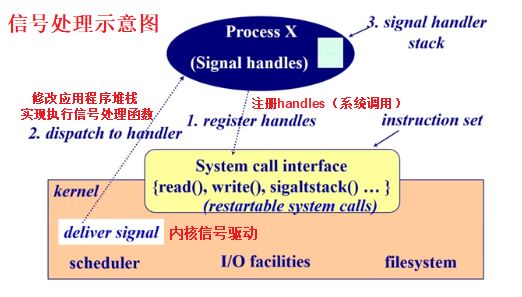 信号处理示意图
Process X
(Signal handles)
3. signal handler
stack
修改应用程序堆栈
实现执行信号处理函数
注册handles（系统调用）
2. dispatch to handler
1. register handles
instruction set
System call interface
{read(), write(), sigaltstack() … }
(restartable system calls)
kernel
deliver signal
内核信号驱动
scheduler
I/O facilities
filesystem